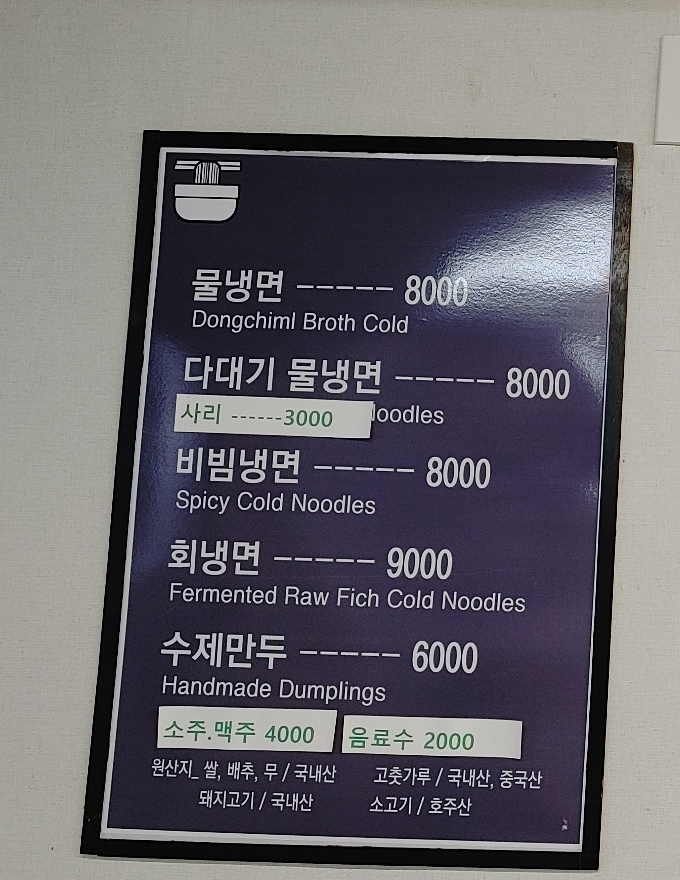 물냉면 ----- 8000
Dongchiml Broth Cold
다대기 물냉면 ----- 8000
사리 ------3000
비빔냉면 ----- 8000
Spicy Cold Noodles
회냉면 ----- 9000
Fermented Raw Fich Cold Noodles
수제만두 ----- 6000
Handmade Dumplings
소주.맥주 4000 음료수 2000
원산지_ 쌀, 배추, 무 / 국내산 고춧가루 / 국내산, 중국산
돼지고기 / 국내산 소고기 / 호주산